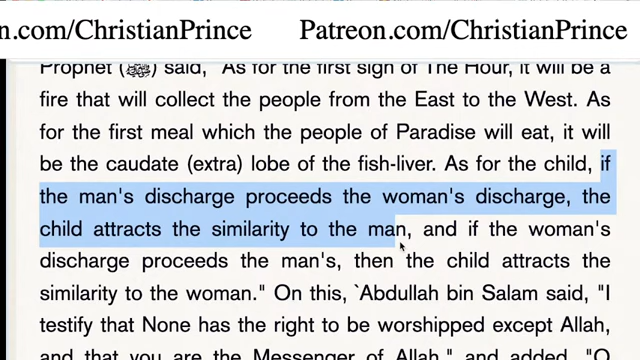 n.com/ChristianPrince Patreon.com/ChristianPrince
Prophet (ﷺ) said, "As for the first sign of The Hour, it will be a
fire that will collect the people from the East to the West. As
for the first meal which the people of Paradise will eat, it will
be the caudate (extra) lobe of the fish-liver. As for the child, if
the man's discharge proceeds the woman's discharge, the
child attracts the similarity to the man, and if the woman's
discharge proceeds the man's, then the child attracts the
similarity to the woman." On this, `Abdullah bin Salam said, "I
testify that None has the right to be worshipped except Allah,
and that you are the Messenger of Allah." and added, "O